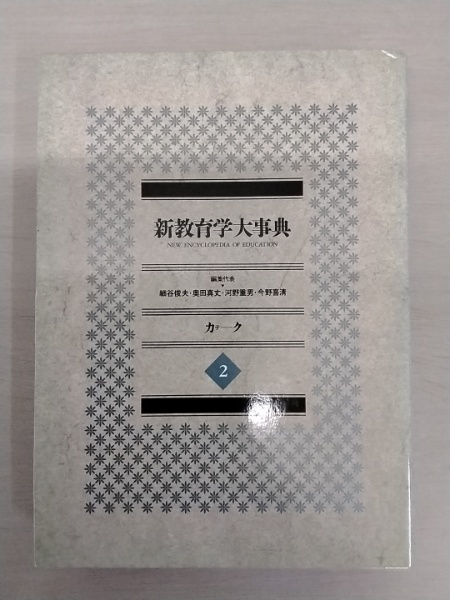 新教育学大事典
NEW ENCYCLOPEDIA OF EDUCATION
編集代表
細谷俊夫・奥田真丈・河野重男・今野喜清
カテ―ク
2